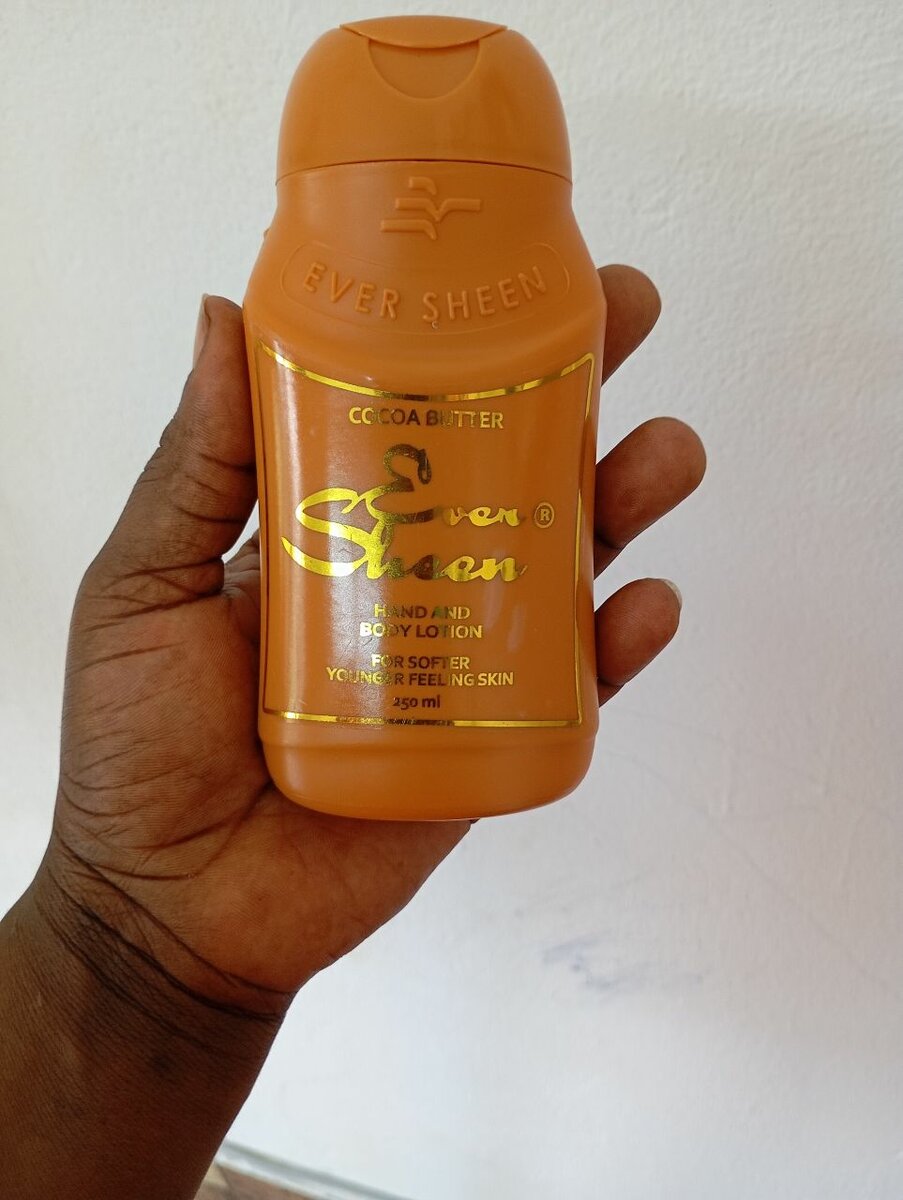 EVER SHEEN
COCOA BUTTER
Ever ®
Sheen
HAND AND
BODY LOTION
FOR SOFTER
YOUNGER FEELING SKIN
250 ml